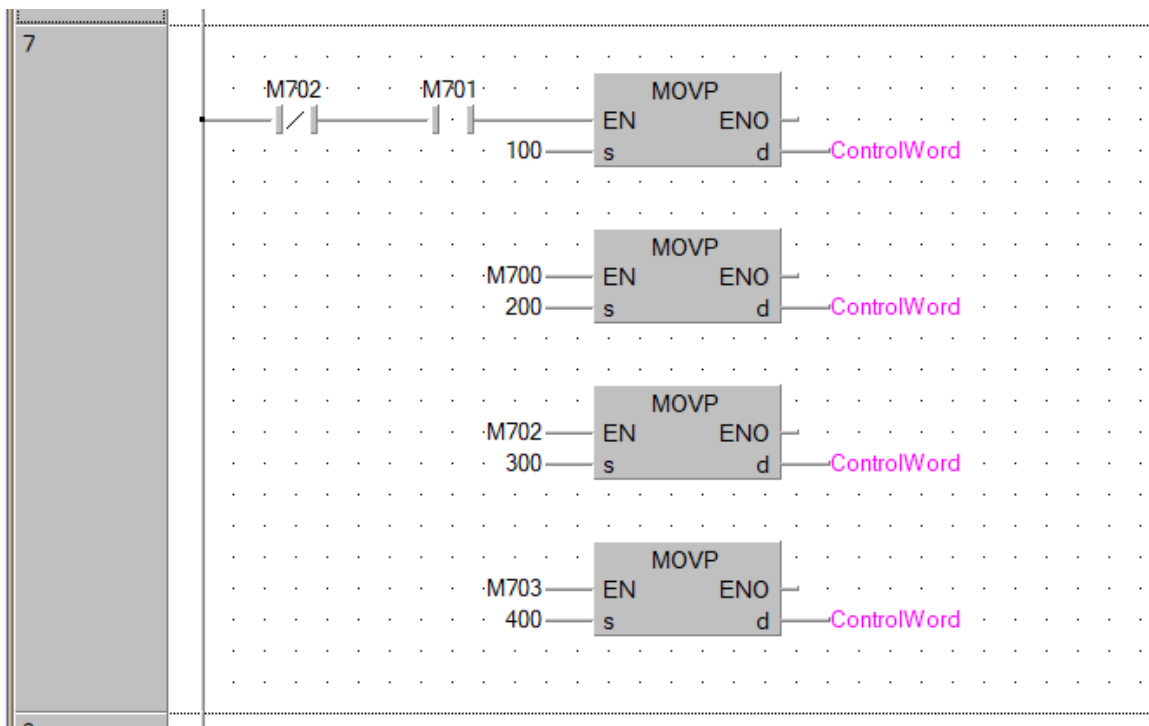 7
M702 M701 MOVP
EN ENO
100 s d ControlWord
MOVP
M700 EN ENO
200 s d ControlWord
MOVP
M702 EN ENO
300 s d ControlWord
MOVP
M703 EN ENO
400 s d ControlWord